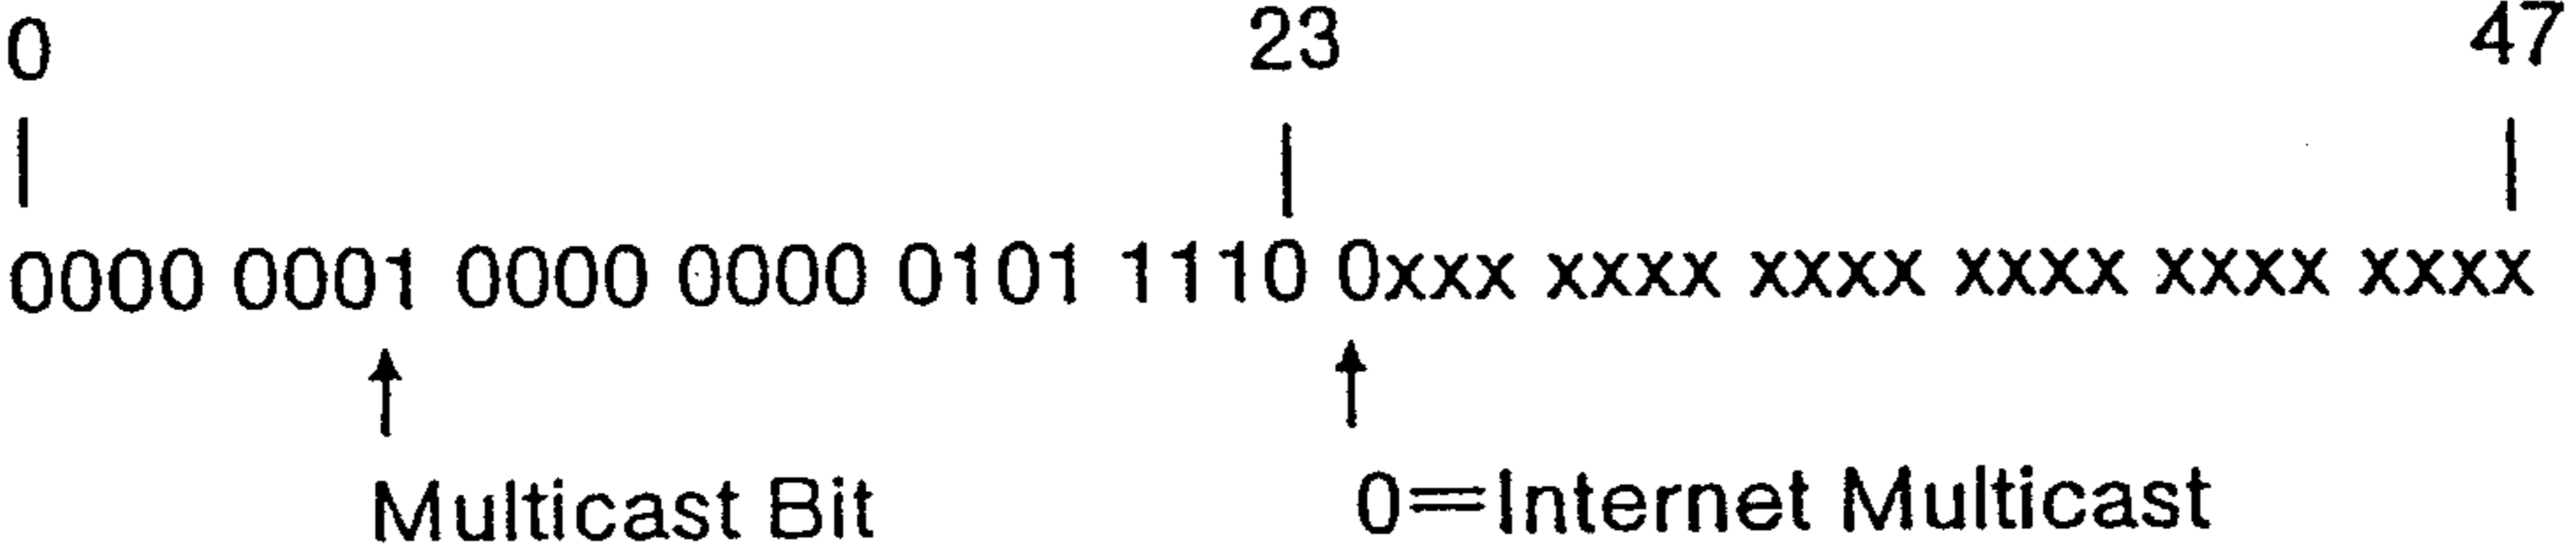 0 23 47
0000 0001 0000 0000 0101 1110 0xxx xxxx xxxx xxxx xxxx xxxx
Multicast Bit 0=Internet Multicast